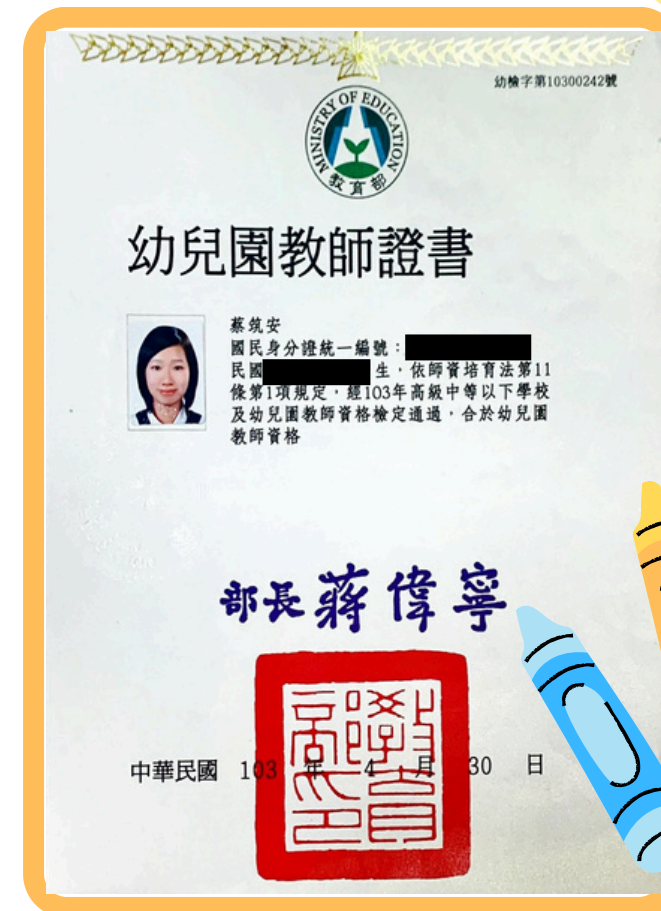 幼檢字第10300242號
MINISTRY OF EDUCATION
教育部
幼兒園教師證書
蔡筑安
國民身分證統一編號：
民國 生，依師資培育法第11
條第1項規定，經103年高級中等以下學校
及幼兒園教師資格檢定通過，合於幼兒園
教師資格
部長 蔣偉寧
教育部印
中華民國 103 年 4 月 30 日